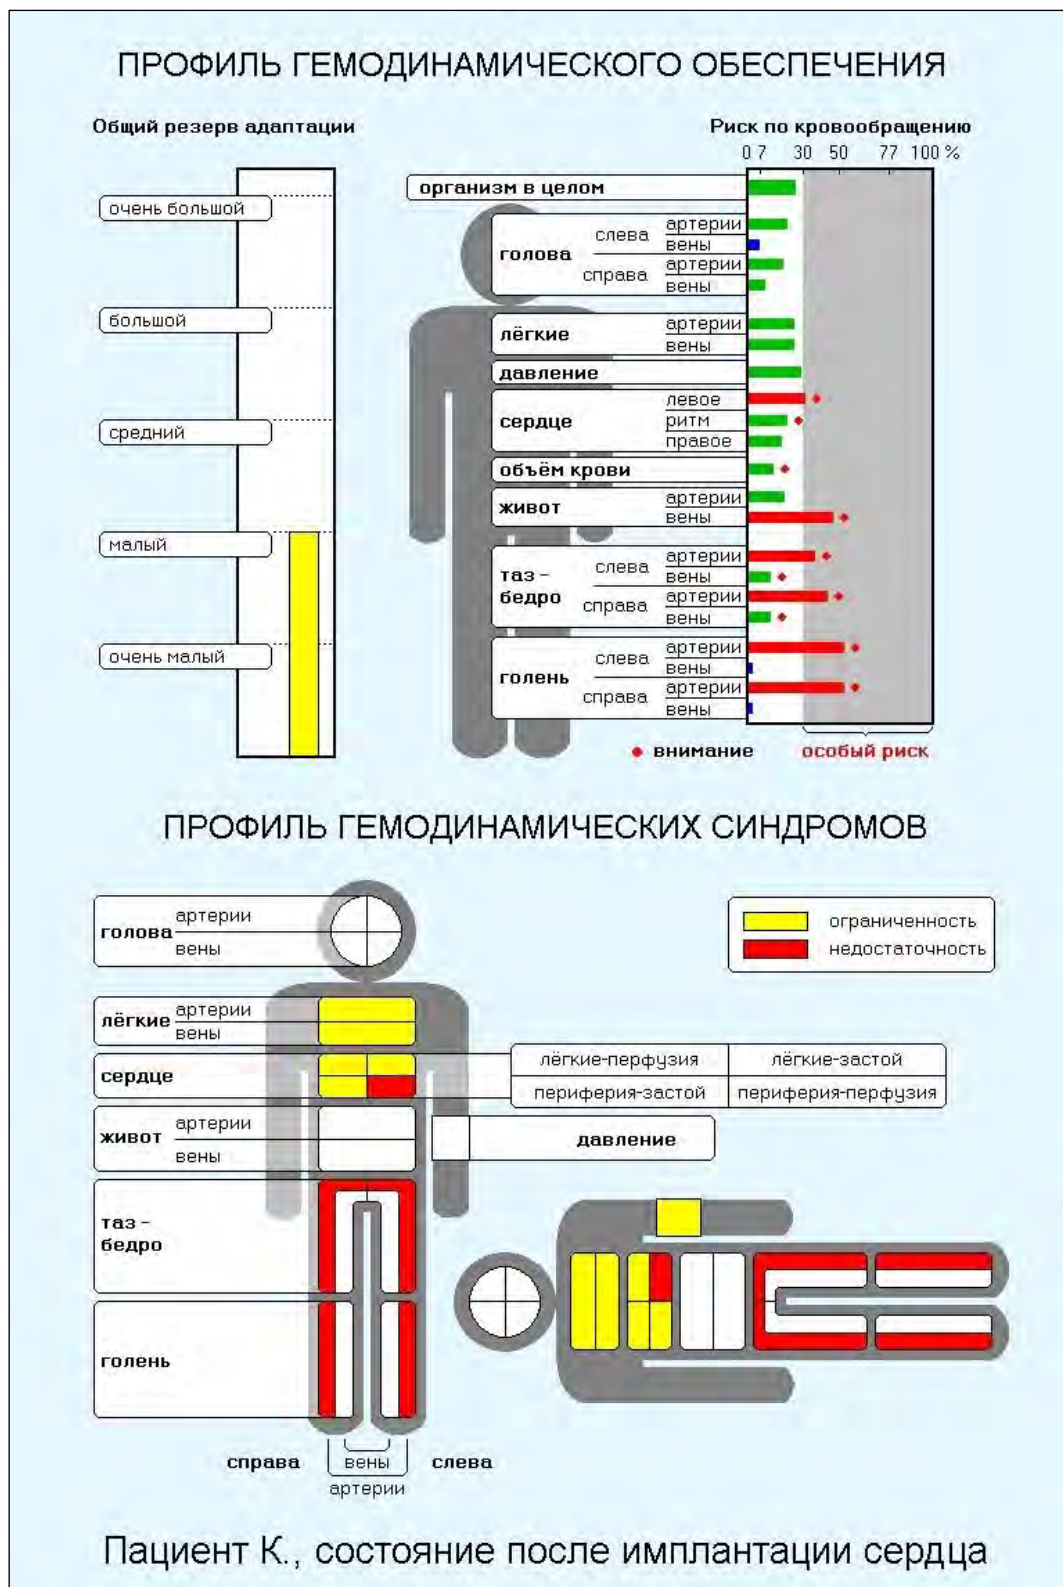 ПРОФИЛЬ ГЕМОДИНАМИЧЕСКОГО ОБЕСПЕЧЕНИЯ
Общий резерв адаптации
очень большой
большой
средний
малый
очень малый
Риск по кровообращению
0 7 30 50 77 100 %
организм в целом
голова
слева
артерии
вены
справа
артерии
вены
лёгкие
артерии
вены
давление
сердце
левое
ритм
правое
объём крови
живот
артерии
вены
таз -
бедро
слева
артерии
вены
справа
артерии
вены
голень
слева
артерии
вены
справа
артерии
вены
внимание
особый риск
ПРОФИЛЬ ГЕМОДИНАМИЧЕСКИХ СИНДРОМОВ
голова
артерии
вены
ограниченность
недостаточность
лёгкие
артерии
вены
сердце
лёгкие-перфузия
лёгкие-застой
периферия-застой
периферия-перфузия
живот
артерии
вены
давление
таз -
бедро
голень
справа
вены
слева
артерии
Пациент К., состояние после имплантации сердца